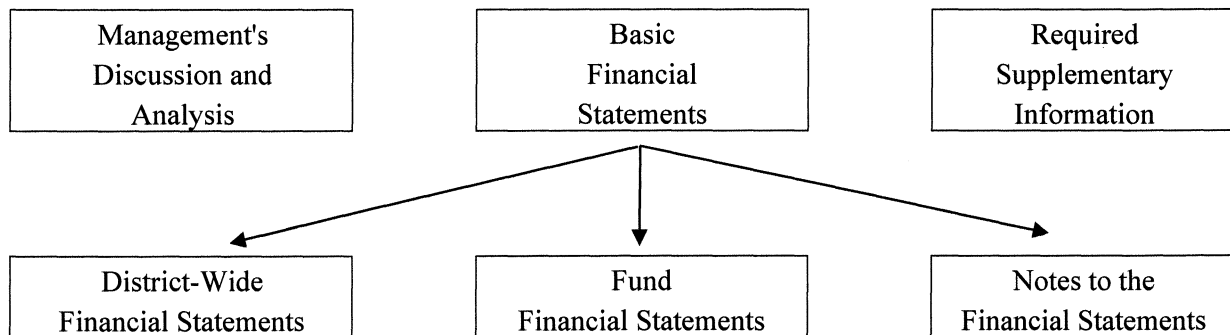 Management's
Discussion and
Analysis
Basic
Financial
Statements
Required
Supplementary
Information
District-Wide
Financial Statements
Fund
Financial Statements
Notes to the
Financial Statements